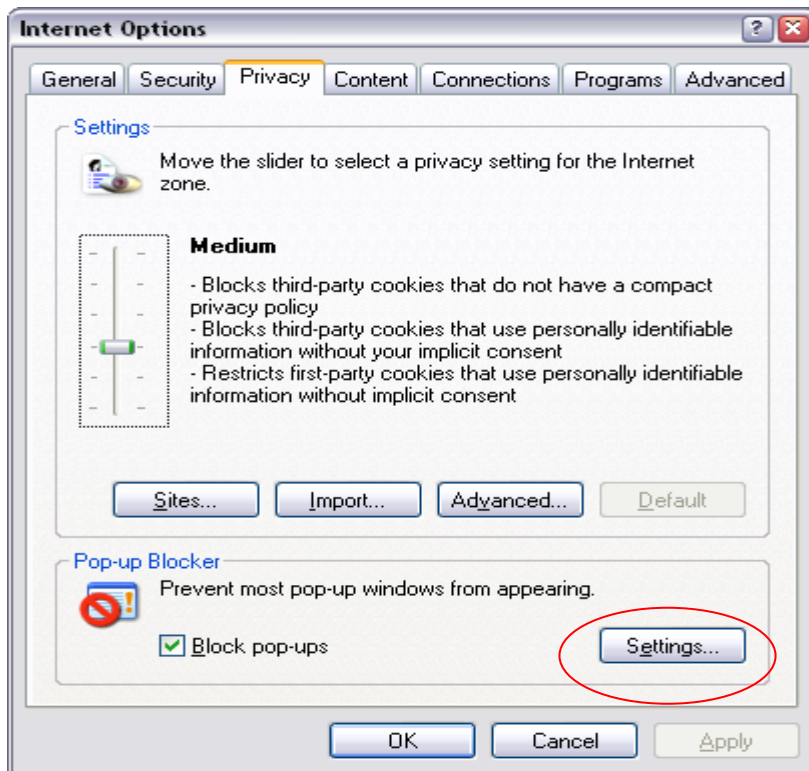 Internet Options
General Security Privacy Content Connections Programs Advanced
Settings
Move the slider to select a privacy setting for the Internet
zone.
Medium
- Blocks third-party cookies that do not have a compact
privacy policy
- Blocks third-party cookies that use personally identifiable
information without your implicit consent
- Restricts first-party cookies that use personally identifiable
information without implicit consent
Sites... Import... Advanced... Default
Pop-up Blocker
Prevent most pop-up windows from appearing.
Block pop-ups Settings...
OK Cancel Apply